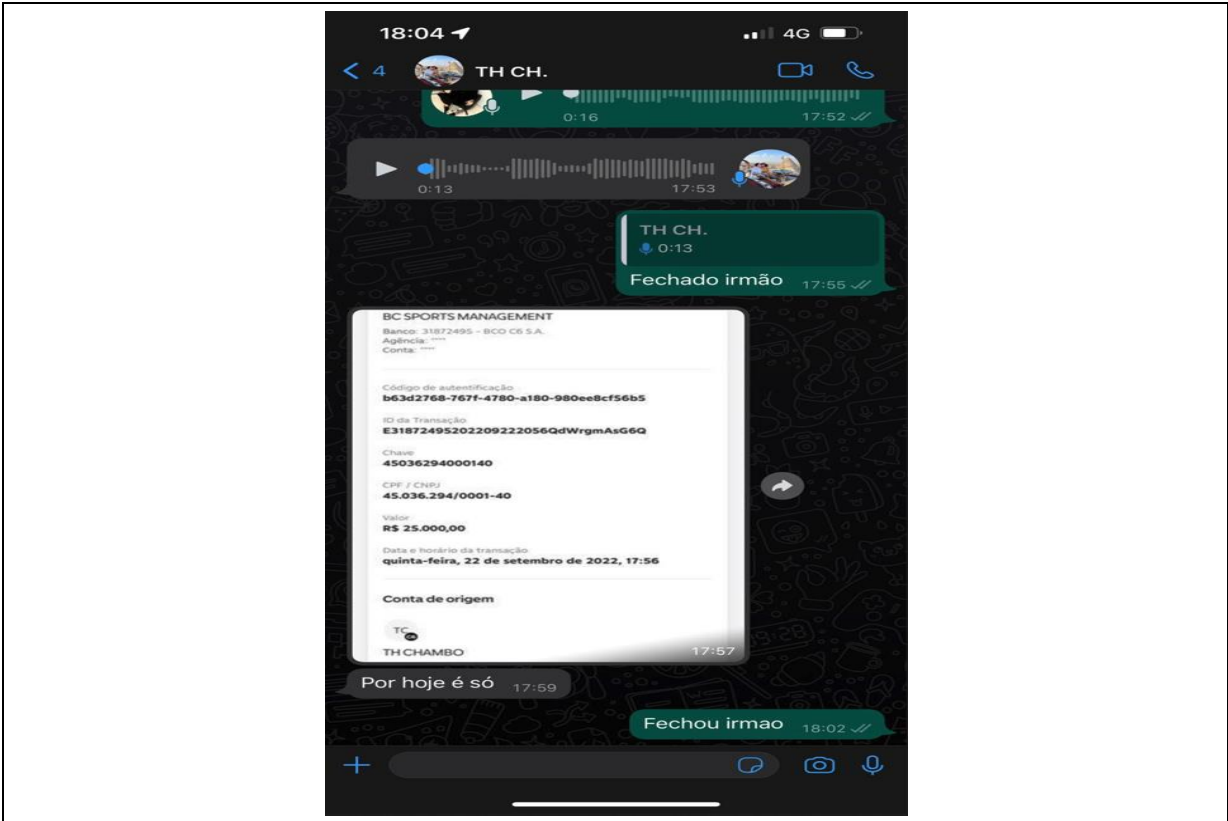 18:04
4G
4
TH CH.
0:16
17:52
0:13
17:53
TH CH.
0:13
Fechado irmão
17:55
BC SPORTS MANAGEMENT
Banco: 31872495 - BCO C6 S.A.
Agência: ****
Conta: ****
Código de autentificação
b63d2768-767f-4780-a180-980ee8cf56b5
ID da Transação
E31872495202209222056QdWrgmAsG6Q
Chave
45036294000140
CPF / CNPJ
45.036.294/0001-40
Valor
R$ 25.000,00
Data e horário da transação
quinta-feira, 22 de setembro de 2022, 17:56
Conta de origem
TC
TH CHAMBO
17:57
Por hoje é só
17:59
Fechou irmao
18:02